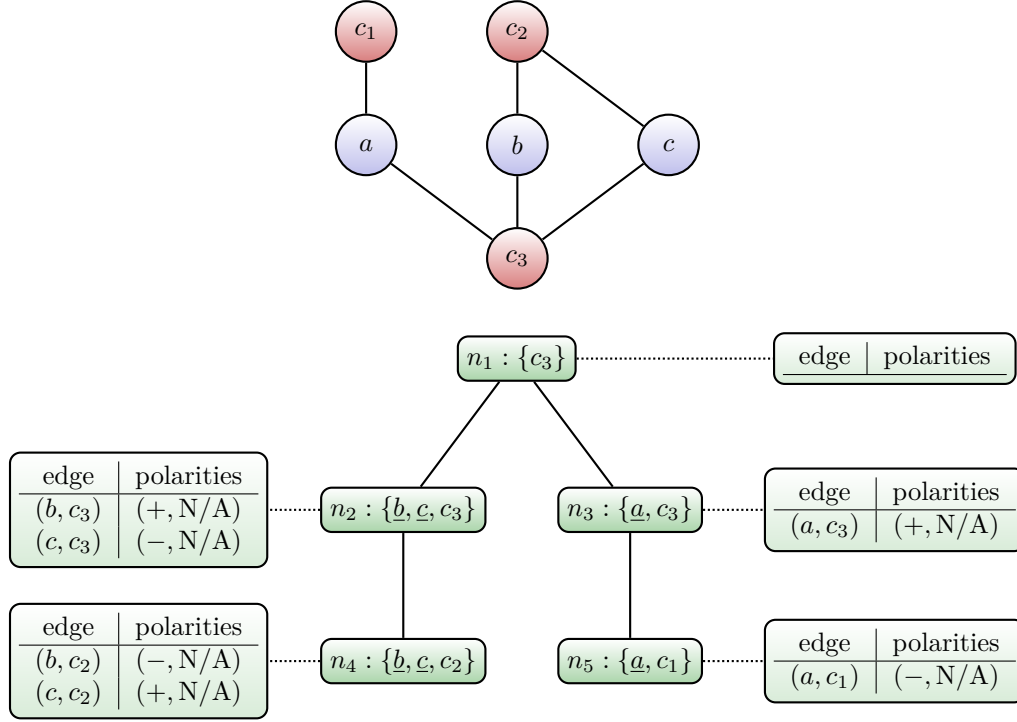 c₁ c₂
a b c
c₃
n₁ : {c₃}
edge polarities
edge polarities
(b, c₃) (+, N/A)
(c, c₃) (−, N/A)
n₂ : {b, c, c₃}
n₃ : {a, c₃}
edge polarities
(a, c₃) (+, N/A)
edge polarities
(b, c₂) (−, N/A)
(c, c₂) (+, N/A)
n₄ : {b, c, c₂}
n₅ : {a, c₁}
edge polarities
(a, c₁) (−, N/A)